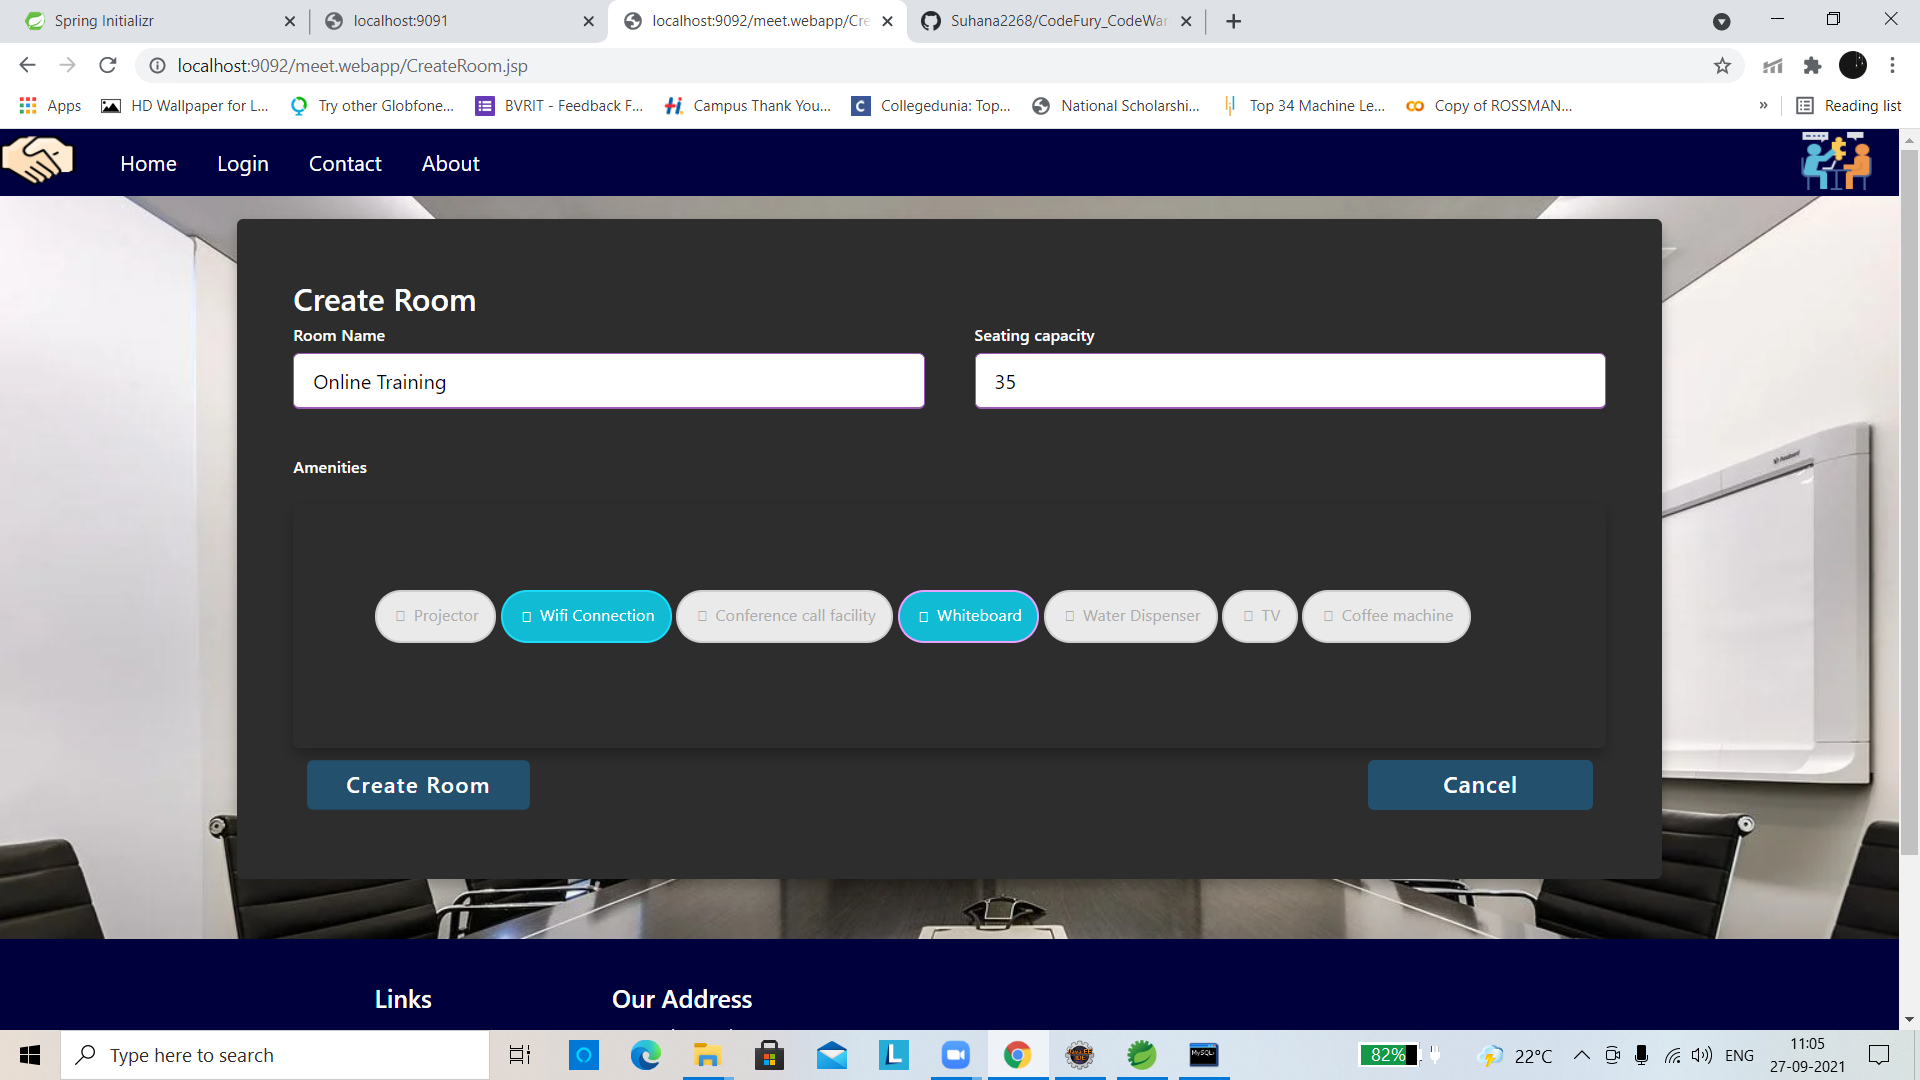 Spring Initializr
localhost:9091
localhost:9092/meet.webapp/Cre
Suhana2268/CodeFury_CodeWar
localhost:9092/meet.webapp/CreateRoom.jsp
Apps
HD Wallpaper for L...
Try other Globfone...
BVRIT - Feedback F...
Campus Thank You...
Collegedunia: Top...
National Scholarshi...
Top 34 Machine Le...
Copy of ROSSMAN...
»
Reading list
Home
Login
Contact
About
Create Room
Room Name
Seating capacity
Online Training
35
Amenities
Projector
Wifi Connection
Conference call facility
Whiteboard
Water Dispenser
TV
Coffee machine
Create Room
Cancel
Links
Our Address
Type here to search
82%
22°C
ENG
11:05
27-09-2021